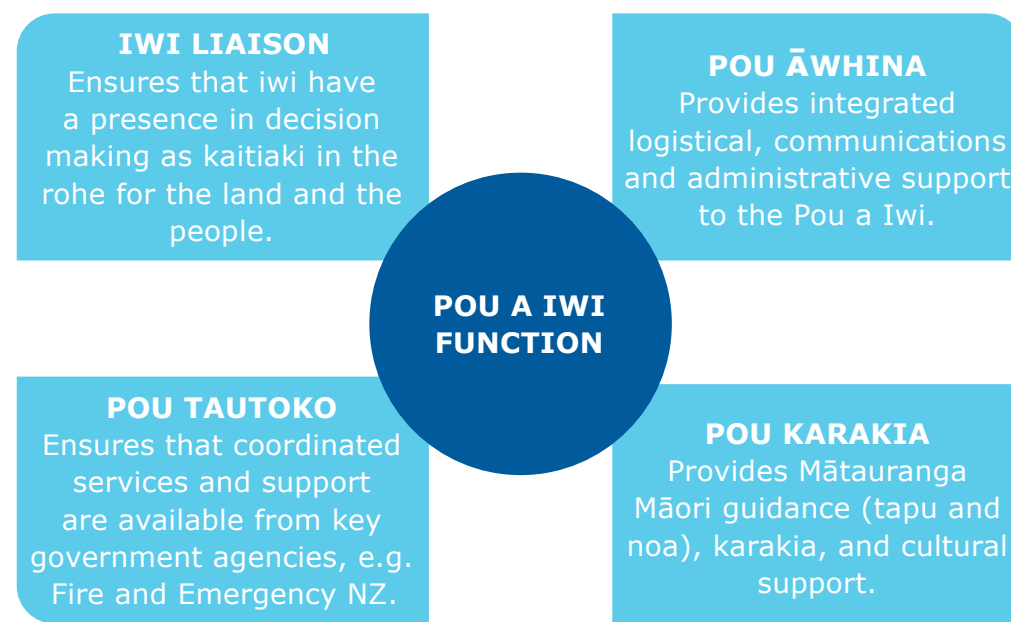 IWI LIAISON
Ensures that iwi have
a presence in decision
making as kaitiaki in the
rohe for the land and the
people.
POU ĀWHINA
Provides integrated
logistical, communications
and administrative support
to the Pou a Iwi.
POU A IWI
FUNCTION
POU TAUTOKO
Ensures that coordinated
services and support
are available from key
government agencies, e.g.
Fire and Emergency NZ.
POU KARAKIA
Provides Mātauranga
Māori guidance (tapu and
noa), karakia, and cultural
support.